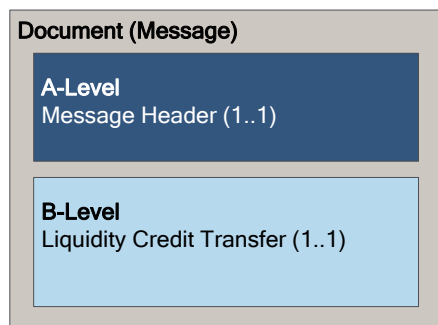 Document (Message)
A-Level
Message Header (1..1)
B-Level
Liquidity Credit Transfer (1..1)